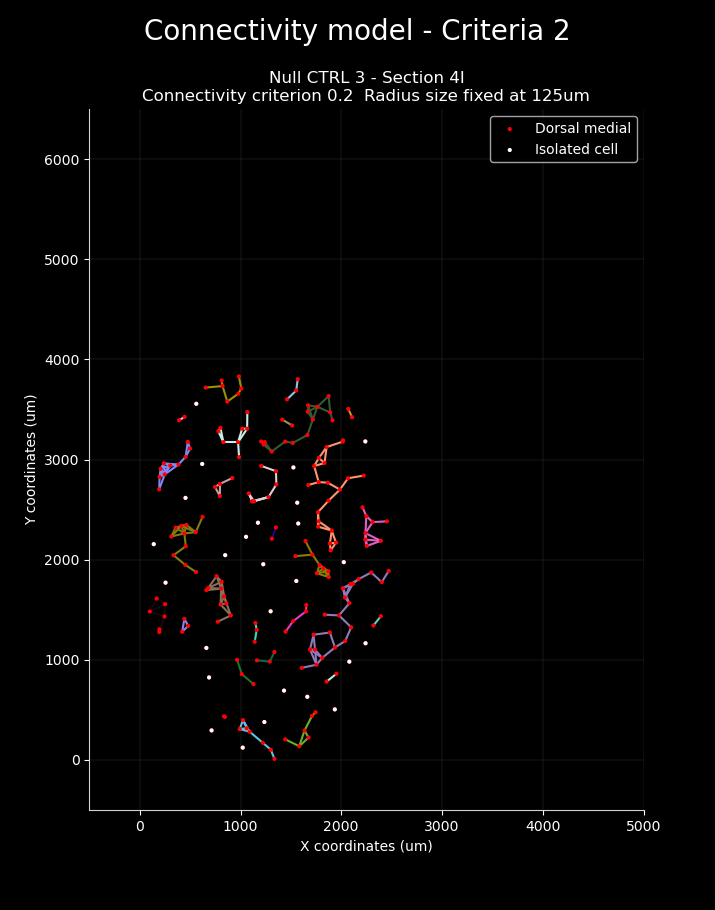 Connectivity model - Criteria 2
Null CTRL 3 - Section 4I
Connectivity criterion 0.2  Radius size fixed at 125um
Dorsal medial
Isolated cell
6000
5000
4000
3000
2000
1000
0
Y coordinates (um)
0 1000 2000 3000 4000 5000
X coordinates (um)